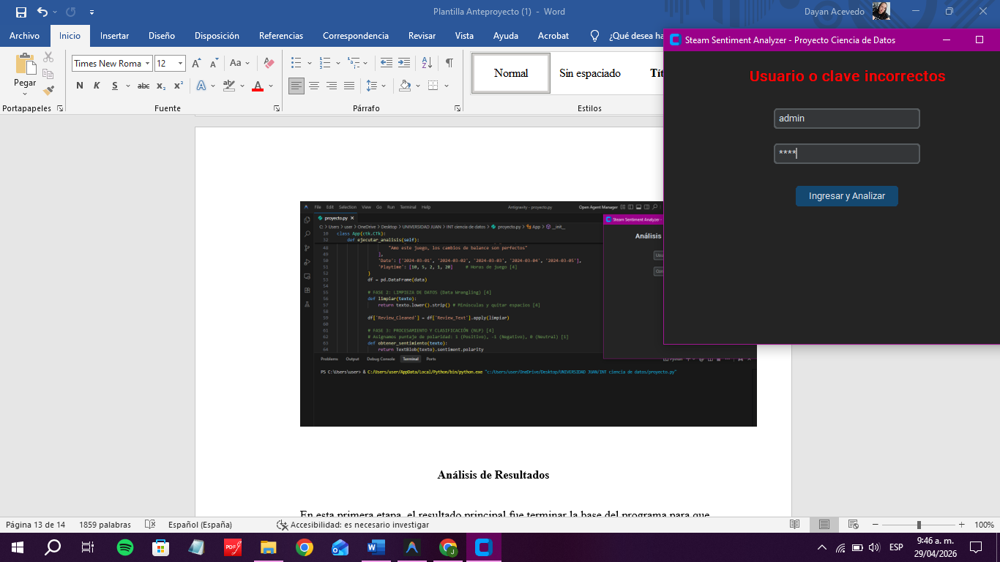 Plantilla Anteproyecto (1) - Word
Dayan Acevedo
Archivo Inicio Insertar Diseño Disposición Referencias Correspondencia Revisar Vista Ayuda Acrobat ¿Qué desea ha
Pegar
Times New Roma 12
Aa
N K S abc x₂ x² A A
Normal
Sin espaciado
Portapapeles Fuente Párrafo Estilos
Steam Sentiment Analyzer - Proyecto Ciencia de Datos
Usuario o clave incorrectos
admin
****
Ingresar y Analizar
File Edit Selection View Go Run Terminal Help
Antigravity - proyecto.py
Open Agent Manager
proyecto.py
C: > Users > user > OneDrive > Desktop > UNIVERSIDAD JUAN > INT ciencia de datos > proyecto.py > App > __init__
10 class App(ctk.CTk):
32 def ejecutar_analisis(self):
48 "Amo este juego, los cambios de balance son perfectos"
49 ],
50 'Date': ['2024-03-01', '2024-03-02', '2024-03-03', '2024-03-04', '2024-03-05'],
51 'Playtime': [10, 5, 2, 1, 20] # Horas de juego [4]
52 }
53 df = pd.DataFrame(data)
54
55 # FASE 2: LIMPIEZA DE DATOS (Data Wrangling) [4]
56 def limpiar(texto):
57 return texto.lower().strip() # Minúsculas y quitar espacios [4]
58
59 df['Review_Cleaned'] = df['Review_Text'].apply(limpiar)
60
61 # FASE 3: PROCESAMIENTO Y CLASIFICACIÓN (NLP) [4]
62 # Asignamos puntaje de polaridad: 1 (Positivo), -1 (Negativo), 0 (Neutral) [1]
63 def obtener_sentimiento(texto):
64 return TextBlob(texto).sentiment.polarity
Steam Sentiment Analyzer -
Análisis
Problems Output Debug Console Terminal Ports
PS C:\Users\user> & C:/Users/user/AppData/Local/Python/bin/python.exe "c:/Users/user/OneDrive/Desktop/UNIVERSIDAD JUAN/INT ciencia de datos/proyecto.py"
Análisis de Resultados
En esta primera etapa, el resultado principal fue terminar la base del programa para que
Página 13 de 14 1859 palabras Español (España) Accesibilidad: es necesario investigar 100%
ESP
9:46 a. m.
29/04/2026